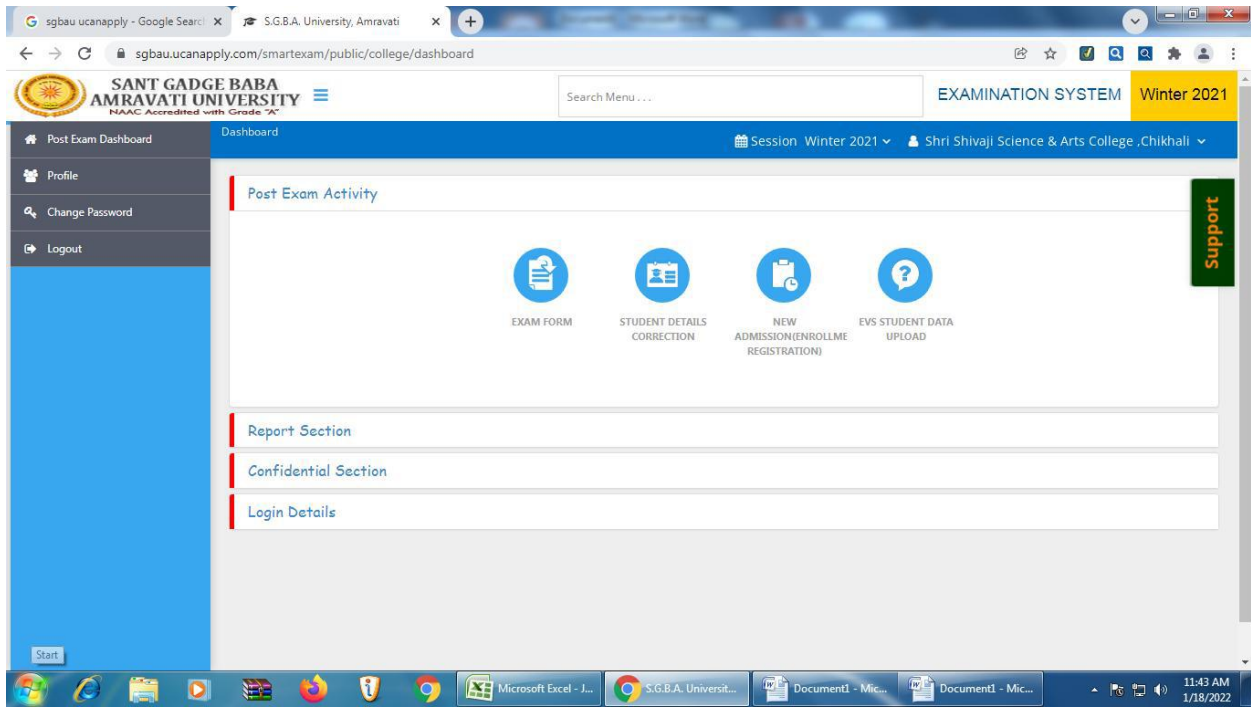 sgbau ucanapply - Google Searc
S.G.B.A. University, Amravati
sgbau.ucanapply.com/smartexam/public/college/dashboard
SANT GADGE BABA
AMRAVATI UNIVERSITY
NAAC Accredited with Grade "A"
Search Menu . . .
EXAMINATION SYSTEM
Winter 2021
Post Exam Dashboard
Profile
Change Password
Logout
Dashboard
Session Winter 2021
Shri Shivaji Science & Arts College ,Chikhali
Post Exam Activity
EXAM FORM
STUDENT DETAILS
CORRECTION
NEW
ADMISSION(ENROLLME
REGISTRATION)
EVS STUDENT DATA
UPLOAD
Support
Report Section
Confidential Section
Login Details
Start
Microsoft Excel - J...
S.G.B.A. Universit...
Document1 - Mic...
Document1 - Mic...
11:43 AM
1/18/2022